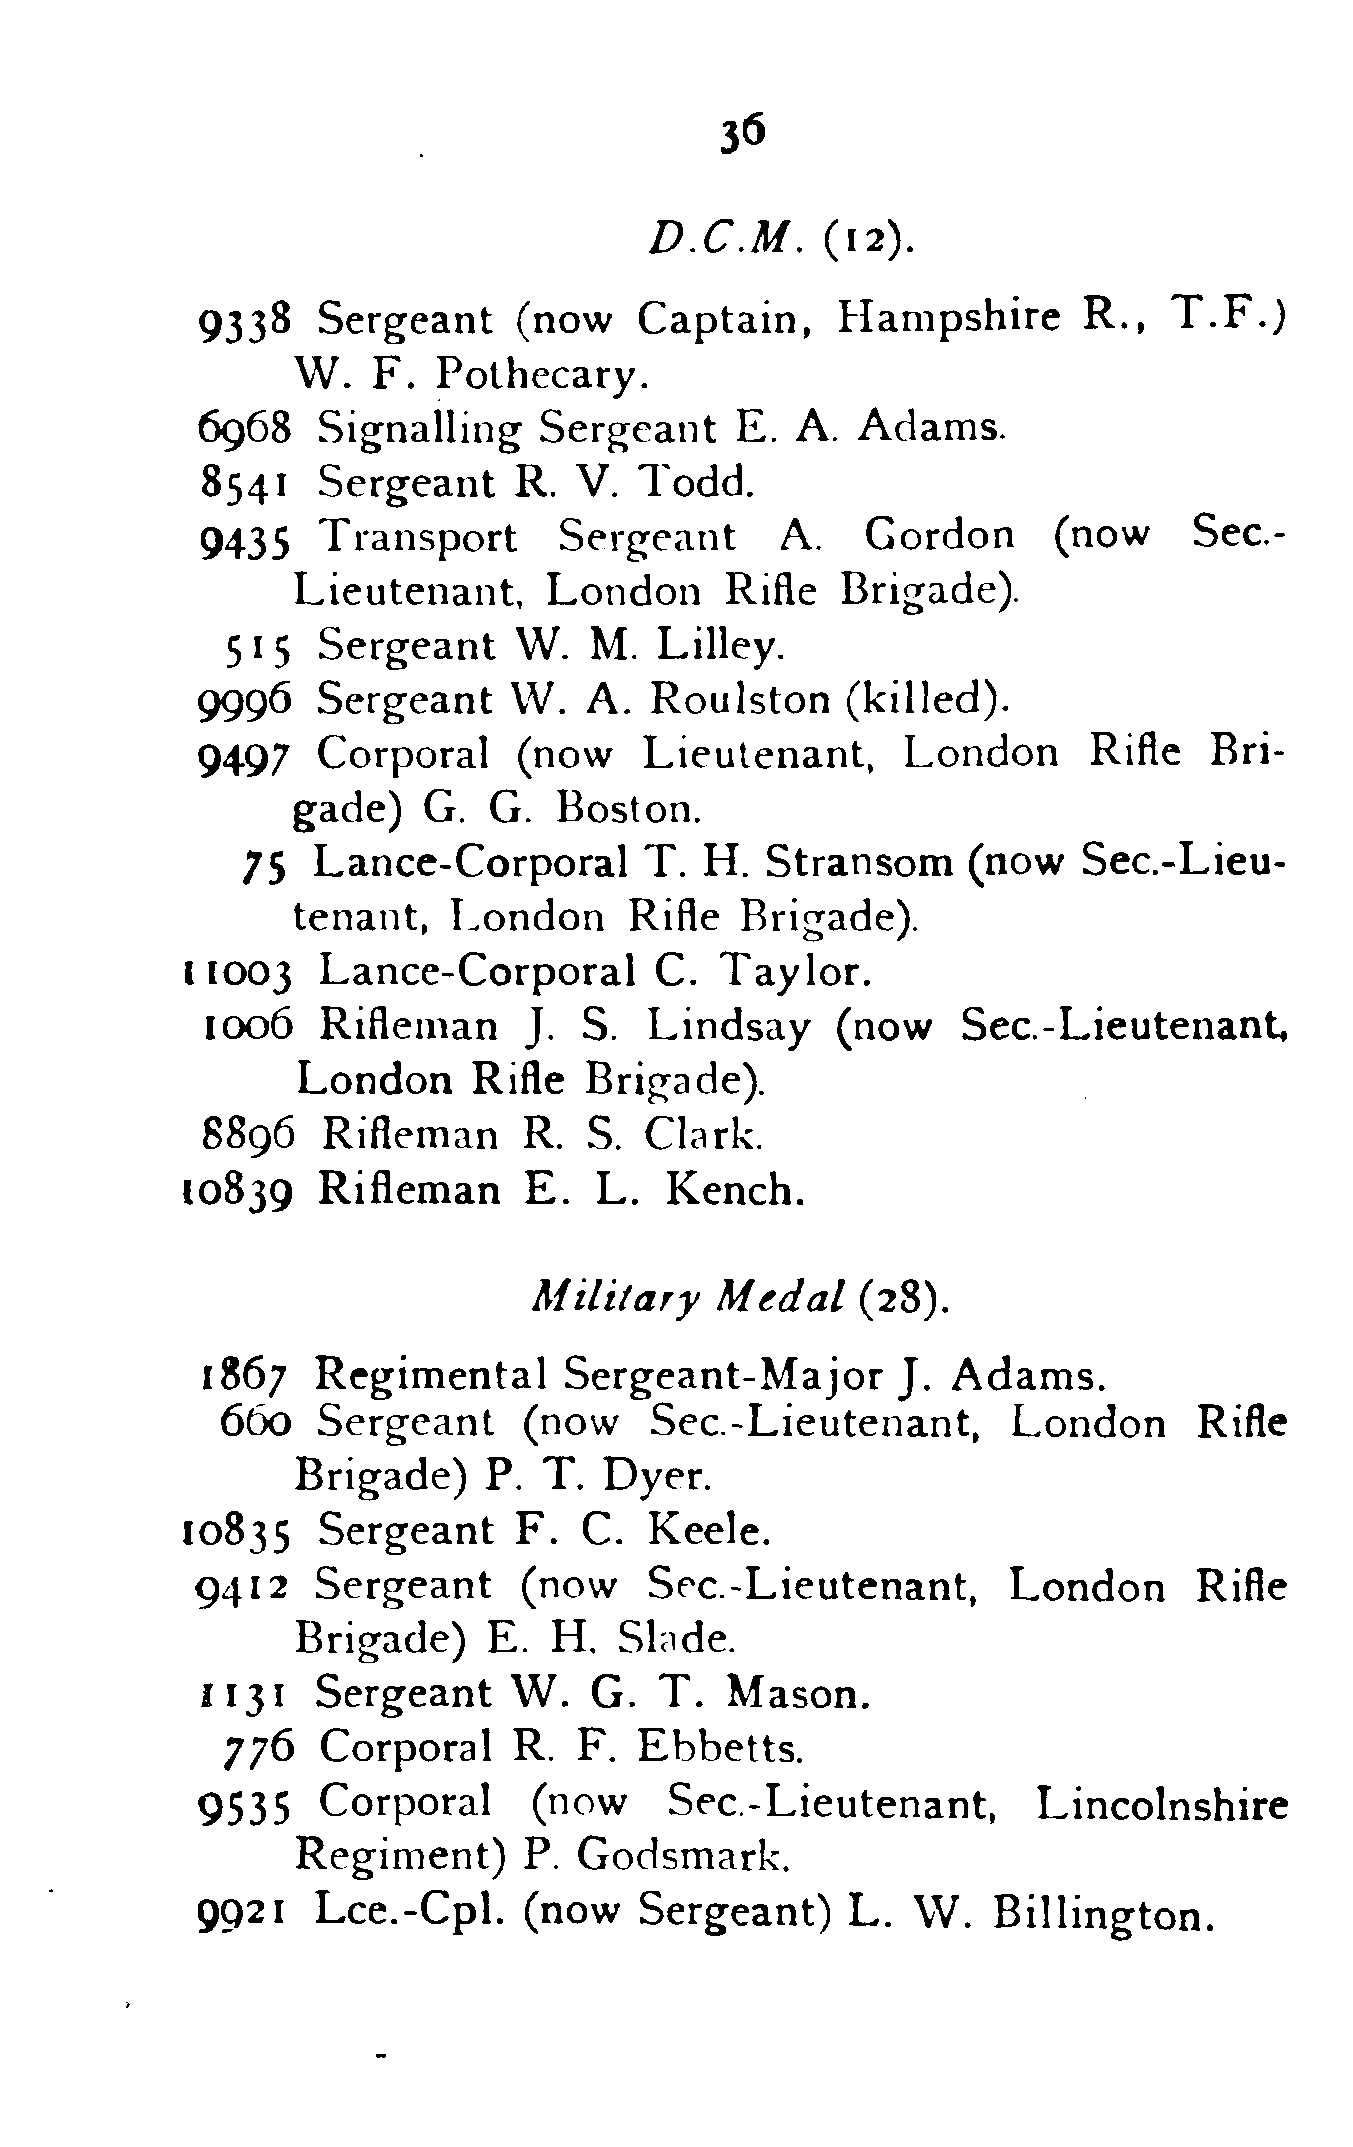 36
D.C.M. (12).
9338 Sergeant (now Captain, Hampshire R., T.F.)
W. F. Pothecary.
6968 Signalling Sergeant E. A. Adams.
8541 Sergeant R. V. Todd.
9435 Transport Sergeant A. Gordon (now Sec.-
Lieutenant, London Rifle Brigade).
515 Sergeant W. M. Lilley.
9996 Sergeant W. A. Roulston (killed).
9497 Corporal (now Lieutenant, London Rifle Bri-
gade) G. G. Boston.
75 Lance-Corporal T. H. Stransom (now Sec.-Lieu-
tenant, London Rifle Brigade).
11003 Lance-Corporal C. Taylor.
1006 Rifleman J. S. Lindsay (now Sec.-Lieutenant,
London Rifle Brigade).
8896 Rifleman R. S. Clark.
10839 Rifleman E. L. Kench.
Military Medal (28).
1867 Regimental Sergeant-Major J. Adams.
660 Sergeant (now Sec.-Lieutenant, London Rifle
Brigade) P. T. Dyer.
10835 Sergeant F. C. Keele.
9412 Sergeant (now Sec.-Lieutenant, London Rifle
Brigade) E. H. Slade.
1131 Sergeant W. G. T. Mason.
776 Corporal R. F. Ebbetts.
9535 Corporal (now Sec.-Lieutenant, Lincolnshire
Regiment) P. Godsmark.
9921 Lce.-Cpl. (now Sergeant) L. W. Billington.